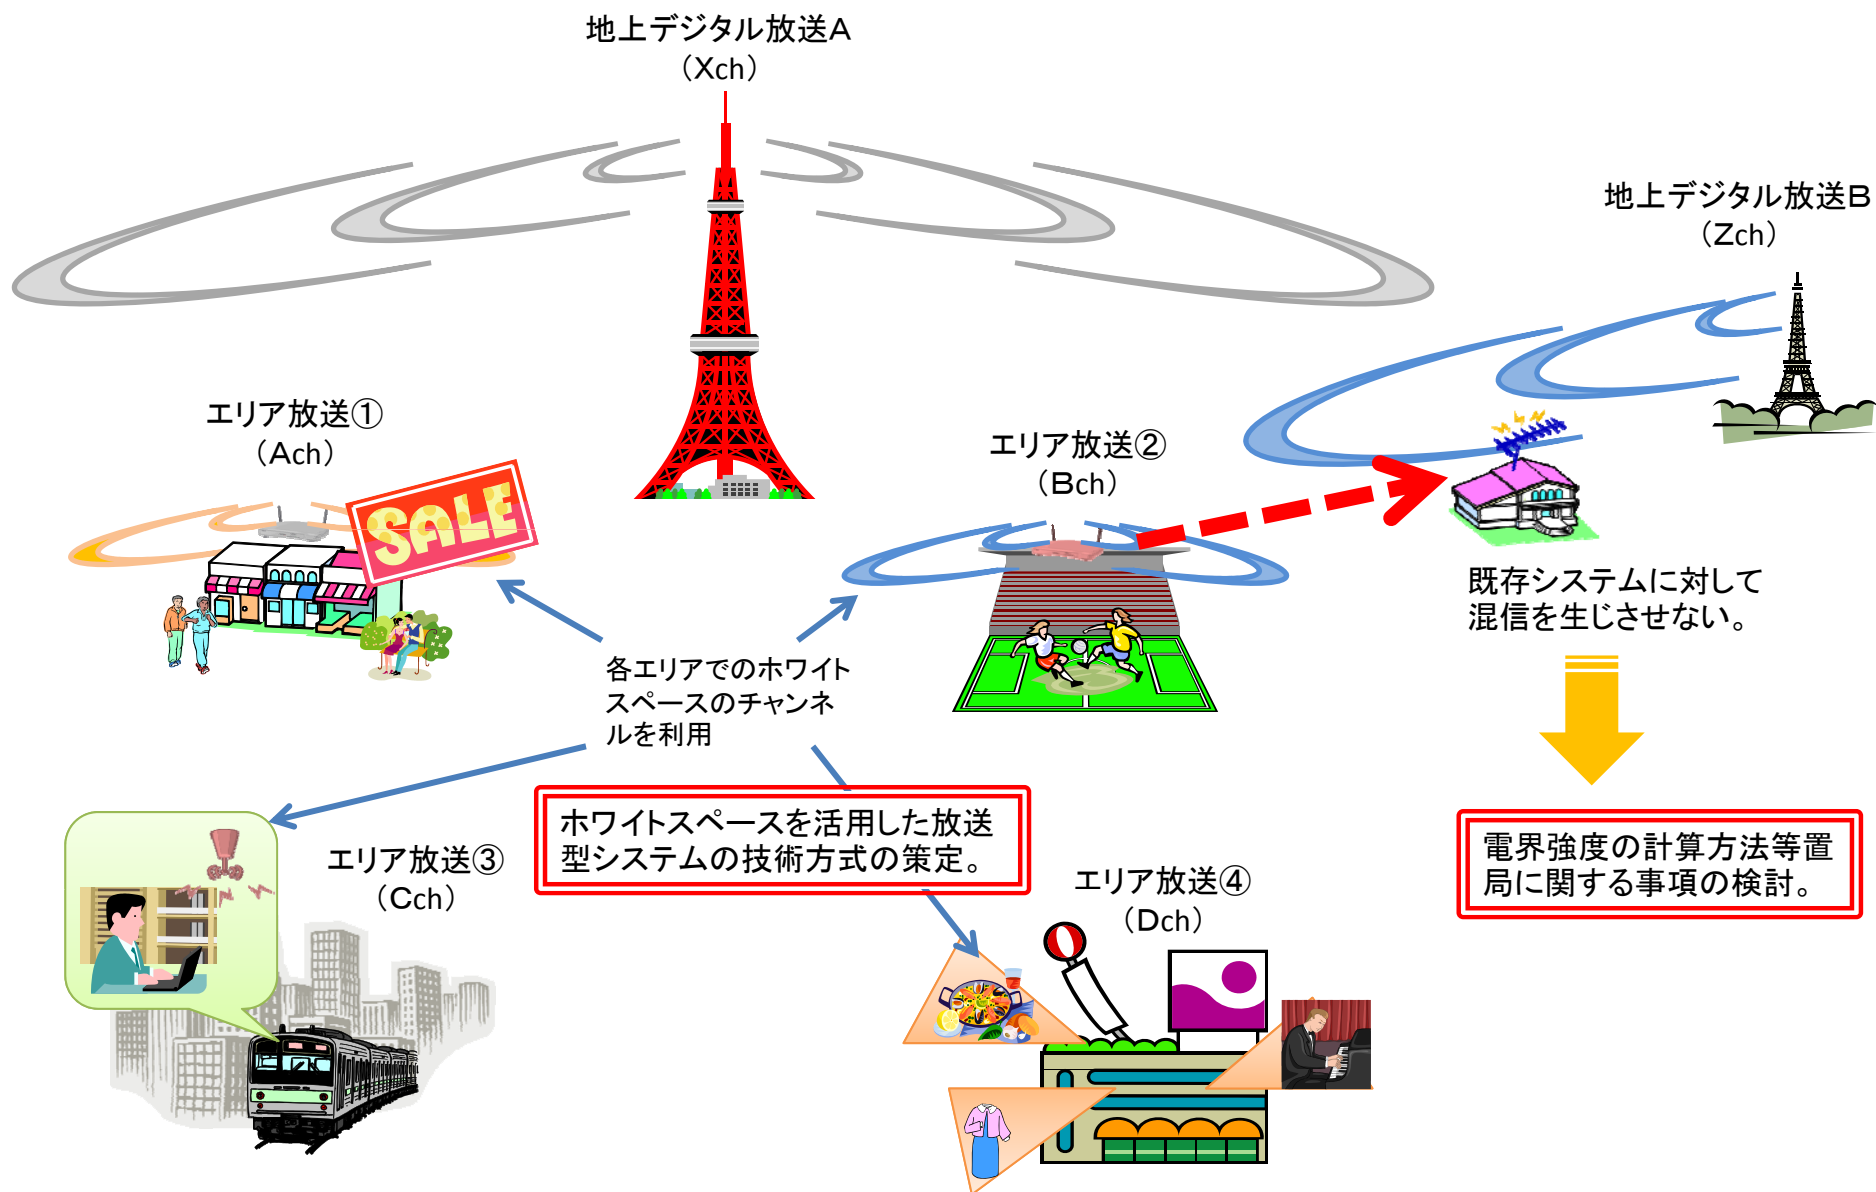 地上デジタル放送A
（Xch）
地上デジタル放送B
（Zch）
エリア放送①
（Ach）
SALE
エリア放送②
（Bch）
既存システムに対して
混信を生じさせない。
各エリアでのホワイト
スペースのチャンネ
ルを利用
ホワイトスペースを活用した放送
型システムの技術方式の策定。
電界強度の計算方法等置
局に関する事項の検討。
エリア放送③
（Cch）
エリア放送④
（Dch）